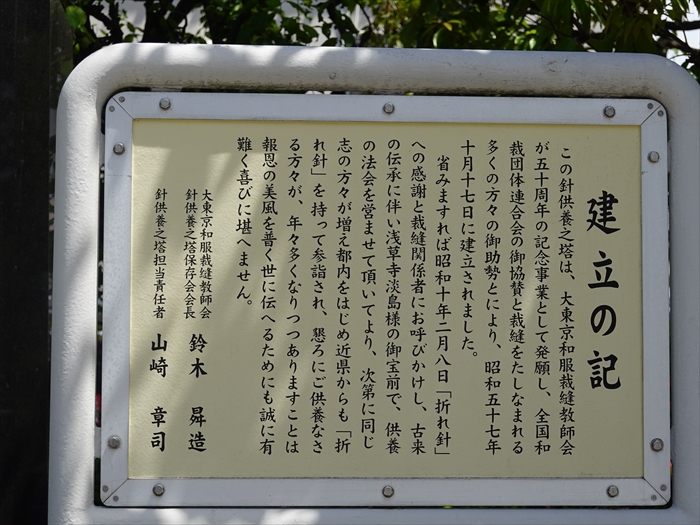 建立の記
この針供養之塔は、大東京和服裁縫教師会
が五十周年の記念事業として発願し、全国和
裁団体連合会の御協賛と裁縫をたしなまれる
多くの方々の御助勢とにより、昭和五十七年
十月十七日に建立されました。
省みますれば昭和十年二月八日「折れ針」
への感謝と裁縫関係者にお呼びかけし、古来
の伝承に伴い浅草寺淡島様の御宝前で、供養
の法会を営ませて頂いてより、次第に同じ
志の方々が増え都内をはじめ近県からも「折
れ針」を持って参詣され、懇ろにご供養なさ
る方々が、年々多くなりつつありますことは
報恩の美風を普く世に伝へるためにも誠に有
難く喜びに堪へません。
大東京和服裁縫教師会
針供養之塔保存会会長 鈴木 昇造
針供養之塔担当責任者 山崎 章司